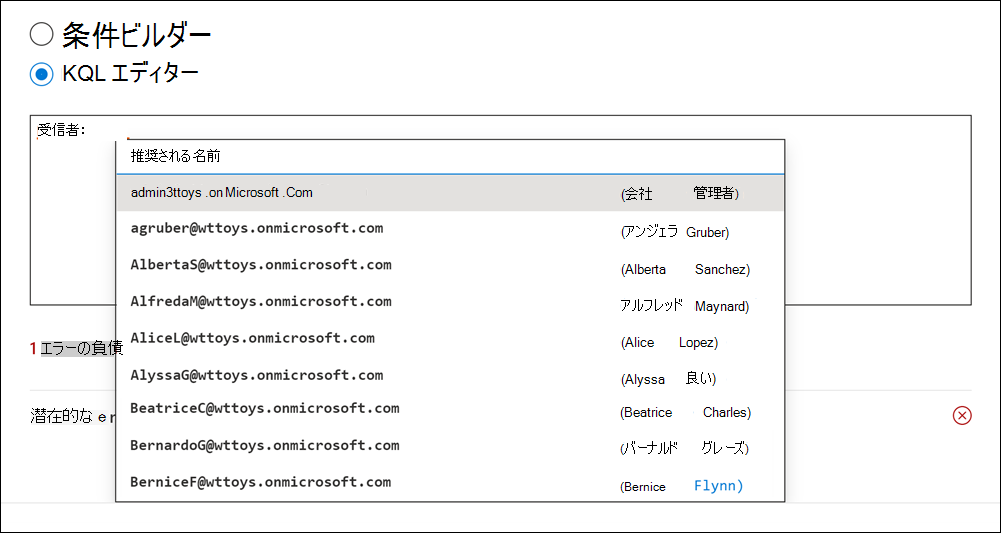 条件ビルダー
KQL エディター
受信者:
推奨される名前
admin3ttoys .on Microsoft .Com (会社 管理者)
agruber@wttoys.onmicrosoft.com (アンジェラ Gruber)
AlbertaS@wttoys.onmicrosoft.com (Alberta Sanchez)
AlfredaM@wttoys.onmicrosoft.com アルフレッド Maynard)
AliceL@wttoys.onmicrosoft.com (Alice Lopez)
1 エラーの負債
AlyssaG@wttoys.onmicrosoft.com (Alyssa 良い)
BeatriceC@wttoys.onmicrosoft.com (Beatrice Charles)
潜在的な er
BernardoG@wttoys.onmicrosoft.com (バーナルド グレーズ)
BerniceF@wttoys.onmicrosoft.com (Bernice Flynn)